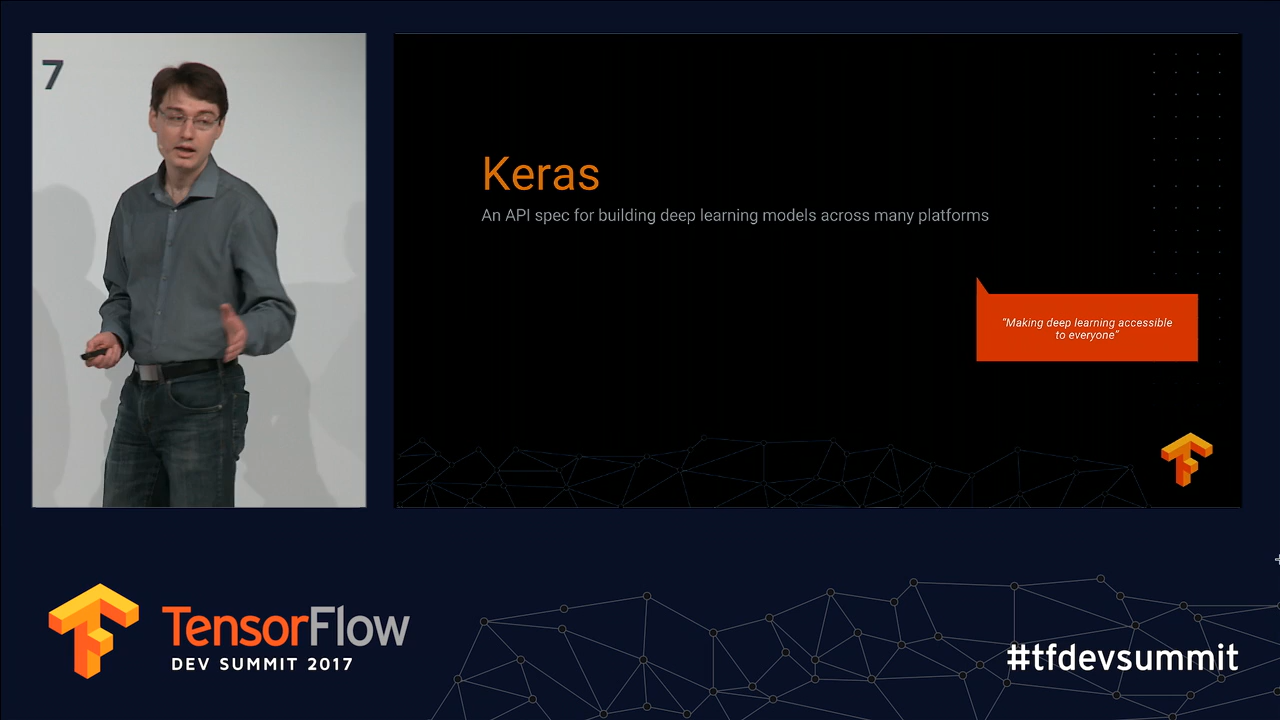 7
Keras
An API spec for building deep learning models across many platforms
“Making deep learning accessible
to everyone”
TensorFlow
DEV SUMMIT 2017
#tfdevsummit